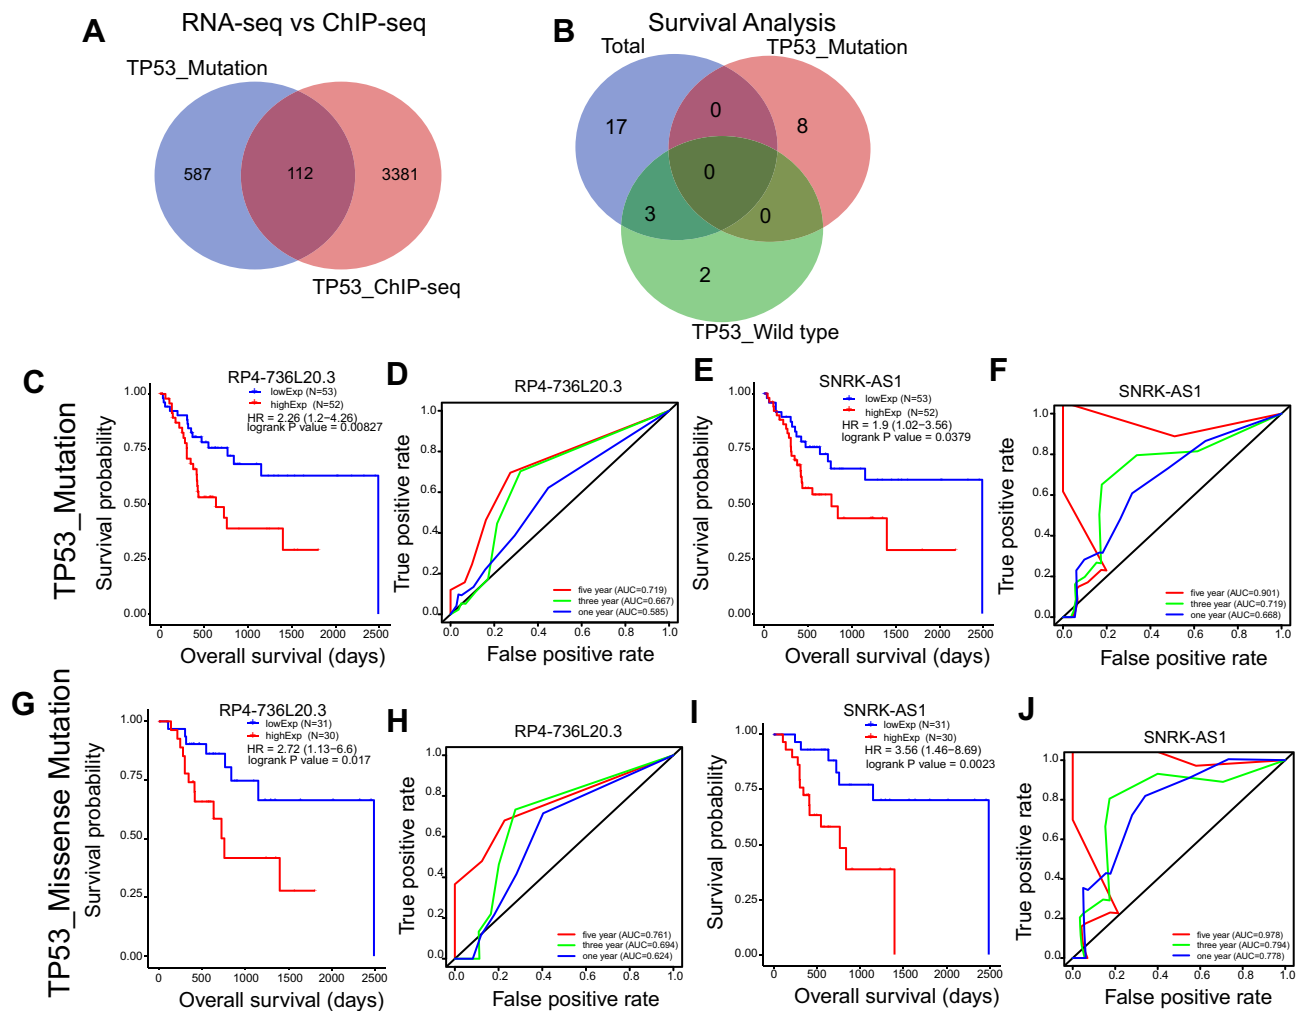 A
RNA-seq vs ChIP-seq
TP53_Mutation
587
112
3381
TP53_ChIP-seq
B
Survival Analysis
Total
TP53_Mutation
17
0
8
0
3
0
2
TP53_Wild type
TP53_Mutation
C
RP4-736L20.3
lowExp (N=53)
highExp (N=52)
HR = 2.26 (1.2−4.26)
logrank P value = 0.00827
Survival probability
1.00
0.75
0.50
0.25
0.00
0
500
1000
1500
2000
2500
Overall survival (days)
D
RP4-736L20.3
True positive rate
1.0
0.8
0.6
0.4
0.2
0.0
five year (AUC=0.719)
three year (AUC=0.667)
one year (AUC=0.585)
0.0
0.2
0.4
0.6
0.8
1.0
False positive rate
E
SNRK-AS1
lowExp (N=53)
highExp (N=52)
HR = 1.9 (1.02−3.56)
logrank P value = 0.0379
Survival probability
1.00
0.75
0.50
0.25
0.00
0
500
1000
1500
2000
2500
Overall survival (days)
F
SNRK-AS1
True positive rate
1.0
0.8
0.6
0.4
0.2
0.0
five year (AUC=0.901)
three year (AUC=0.719)
one year (AUC=0.668)
0.0
0.2
0.4
0.6
0.8
1.0
False positive rate
TP53_Missense Mutation
G
RP4-736L20.3
lowExp (N=31)
highExp (N=30)
HR = 2.72 (1.13−6.6)
logrank P value = 0.017
Survival probability
1.00
0.75
0.50
0.25
0.00
0
500
1000
1500
2000
2500
Overall survival (days)
H
RP4-736L20.3
True positive rate
1.0
0.8
0.6
0.4
0.2
0.0
five year (AUC=0.761)
three year (AUC=0.694)
one year (AUC=0.624)
0.0
0.2
0.4
0.6
0.8
1.0
False positive rate
I
SNRK-AS1
lowExp (N=31)
highExp (N=30)
HR = 3.56 (1.46−8.69)
logrank P value = 0.0023
Survival probability
1.00
0.75
0.50
0.25
0.00
0
500
1000
1500
2000
2500
Overall survival (days)
J
SNRK-AS1
True positive rate
1.0
0.8
0.6
0.4
0.2
0.0
five year (AUC=0.978)
three year (AUC=0.794)
one year (AUC=0.778)
0.0
0.2
0.4
0.6
0.8
1.0
False positive rate